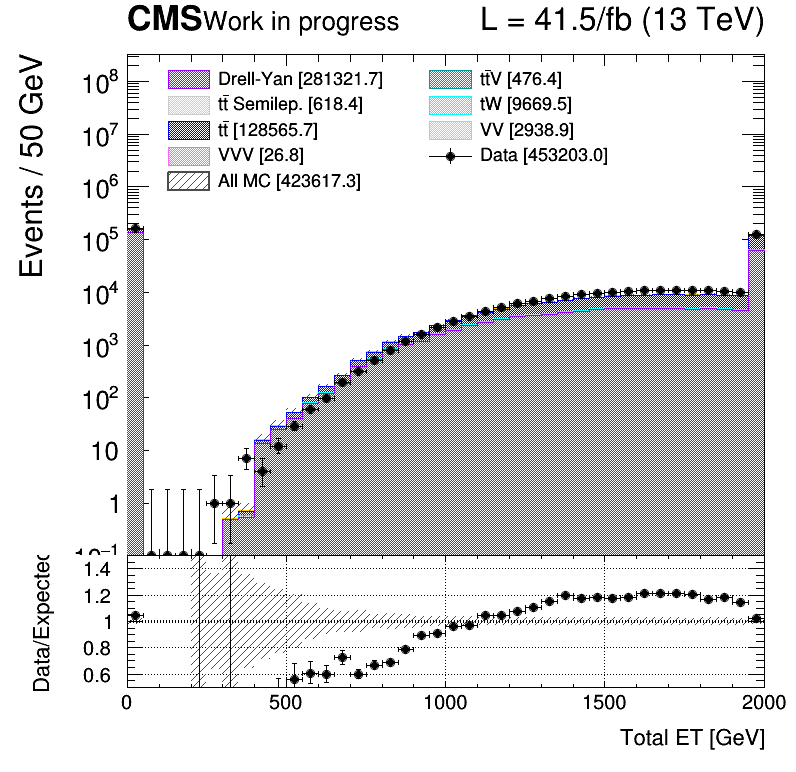 CMS Work in progress L = 41.5/fb (13 TeV)
Events / 50 GeV
Drell-Yan [281321.7] tt̄V [476.4]
tt̄ Semilep. [618.4] tW [9669.5]
tt̄ [128565.7] VV [2938.9]
VVV [26.8] Data [453203.0]
All MC [423617.3]
10⁸
10⁷
10⁶
10⁵
10⁴
10³
10²
10
1
10⁻¹
Data/Expected
1.4
1.2
1
0.8
0.6
0 500 1000 1500 2000
Total ET [GeV]